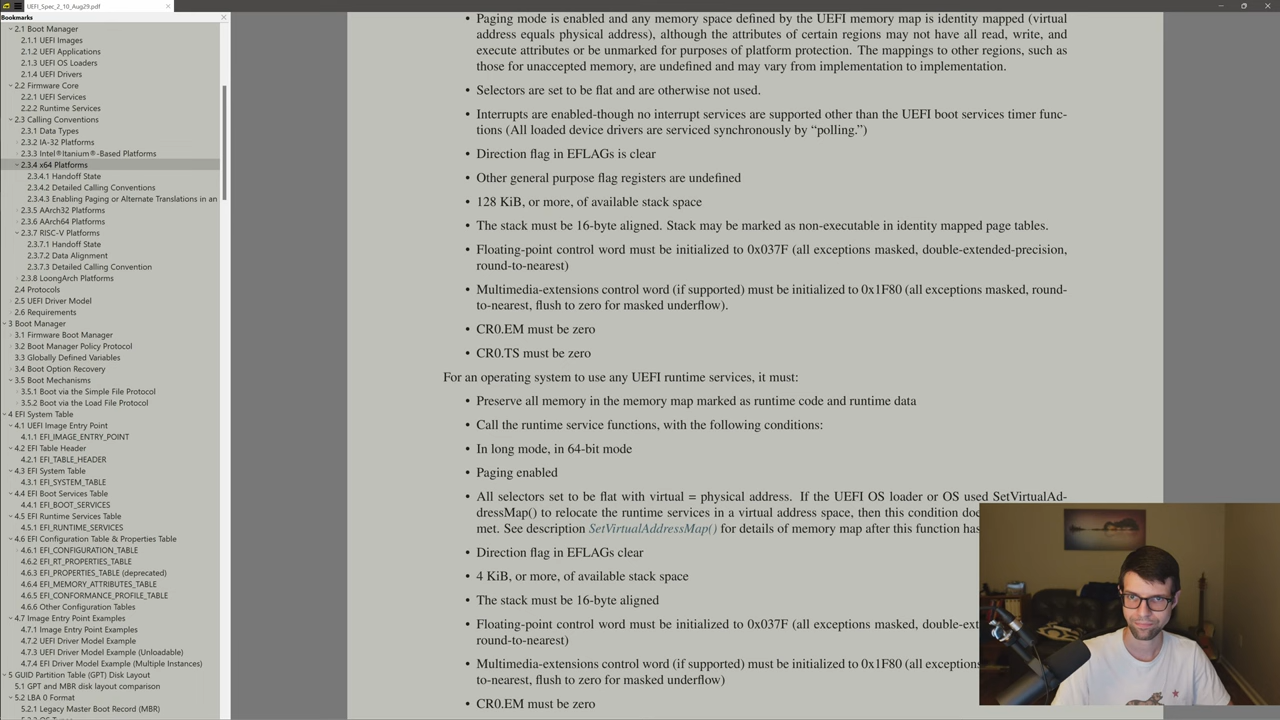 UEFI_Spec_2_10_Aug29.pdf
Bookmarks
2.1 Boot Manager
2.1.1 UEFI Images
2.1.2 UEFI Applications
2.1.3 UEFI OS Loaders
2.1.4 UEFI Drivers
2.2 Firmware Core
2.2.1 UEFI Services
2.2.2 Runtime Services
2.3 Calling Conventions
2.3.1 Data Types
2.3.2 IA-32 Platforms
2.3.3 Intel®Itanium®-Based Platforms
2.3.4 x64 Platforms
2.3.4.1 Handoff State
2.3.4.2 Detailed Calling Conventions
2.3.4.3 Enabling Paging or Alternate Translations in an
2.3.5 AArch32 Platforms
2.3.6 AArch64 Platforms
2.3.7 RISC-V Platforms
2.3.7.1 Handoff State
2.3.7.2 Data Alignment
2.3.7.3 Detailed Calling Convention
2.3.8 LoongArch Platforms
2.4 Protocols
2.5 UEFI Driver Model
2.6 Requirements
3 Boot Manager
3.1 Firmware Boot Manager
3.2 Boot Manager Policy Protocol
3.3 Globally Defined Variables
3.4 Boot Option Recovery
3.5 Boot Mechanisms
3.5.1 Boot via the Simple File Protocol
3.5.2 Boot via the Load File Protocol
4 EFI System Table
4.1 UEFI Image Entry Point
4.1.1 EFI_IMAGE_ENTRY_POINT
4.2 EFI Table Header
4.2.1 EFI_TABLE_HEADER
4.3 EFI System Table
4.3.1 EFI_SYSTEM_TABLE
4.4 EFI Boot Services Table
4.4.1 EFI_BOOT_SERVICES
4.5 EFI Runtime Services Table
4.5.1 EFI_RUNTIME_SERVICES
4.6 EFI Configuration Table & Properties Table
4.6.1 EFI_CONFIGURATION_TABLE
4.6.2 EFI_RT_PROPERTIES_TABLE
4.6.3 EFI_PROPERTIES_TABLE (deprecated)
4.6.4 EFI_MEMORY_ATTRIBUTES_TABLE
4.6.5 EFI_CONFORMANCE_PROFILE_TABLE
4.6.6 Other Configuration Tables
4.7 Image Entry Point Examples
4.7.1 Image Entry Point Examples
4.7.2 UEFI Driver Model Example
4.7.3 UEFI Driver Model Example (Unloadable)
4.7.4 EFI Driver Model Example (Multiple Instances)
5 GUID Partition Table (GPT) Disk Layout
5.1 GPT and MBR disk layout comparison
5.2 LBA 0 Format
5.2.1 Legacy Master Boot Record (MBR)
• Paging mode is enabled and any memory space defined by the UEFI memory map is identity mapped (virtual
address equals physical address), although the attributes of certain regions may not have all read, write, and
execute attributes or be unmarked for purposes of platform protection. The mappings to other regions, such as
those for unaccepted memory, are undefined and may vary from implementation to implementation.
• Selectors are set to be flat and are otherwise not used.
• Interrupts are enabled-though no interrupt services are supported other than the UEFI boot services timer func-
tions (All loaded device drivers are serviced synchronously by “polling.”)
• Direction flag in EFLAGs is clear
• Other general purpose flag registers are undefined
• 128 KiB, or more, of available stack space
• The stack must be 16-byte aligned. Stack may be marked as non-executable in identity mapped page tables.
• Floating-point control word must be initialized to 0x037F (all exceptions masked, double-extended-precision,
round-to-nearest)
• Multimedia-extensions control word (if supported) must be initialized to 0x1F80 (all exceptions masked, round-
to-nearest, flush to zero for masked underflow).
• CR0.EM must be zero
• CR0.TS must be zero
For an operating system to use any UEFI runtime services, it must:
• Preserve all memory in the memory map marked as runtime code and runtime data
• Call the runtime service functions, with the following conditions:
• In long mode, in 64-bit mode
• Paging enabled
• All selectors set to be flat with virtual = physical address. If the UEFI OS loader or OS used SetVirtualAd-
dressMap() to relocate the runtime services in a virtual address space, then this condition does
met. See description SetVirtualAddressMap() for details of memory map after this function has
• Direction flag in EFLAGs clear
• 4 KiB, or more, of available stack space
• The stack must be 16-byte aligned
• Floating-point control word must be initialized to 0x037F (all exceptions masked, double-ext
round-to-nearest)
• Multimedia-extensions control word (if supported) must be initialized to 0x1F80 (all exceptions
to-nearest, flush to zero for masked underflow)
• CR0.EM must be zero